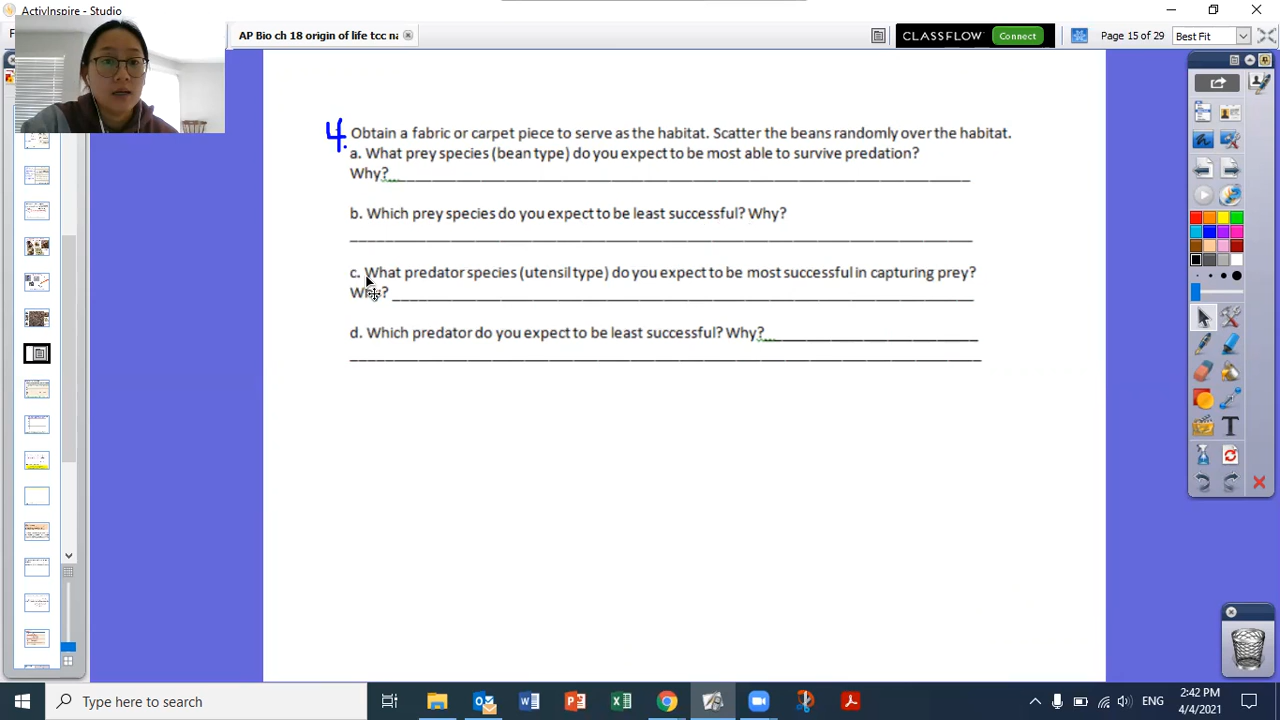 ActivInspire - Studio
AP Bio ch 18 origin of life tcc na
CLASSFLOW Connect
Page 15 of 29
Best Fit
4. Obtain a fabric or carpet piece to serve as the habitat. Scatter the beans randomly over the habitat.
a. What prey species (bean type) do you expect to be most able to survive predation?
Why?
b. Which prey species do you expect to be least successful? Why?
c. What predator species (utensil type) do you expect to be most successful in capturing prey?
Why?
d. Which predator do you expect to be least successful? Why?
Type here to search
ENG
2:42 PM
4/4/2021